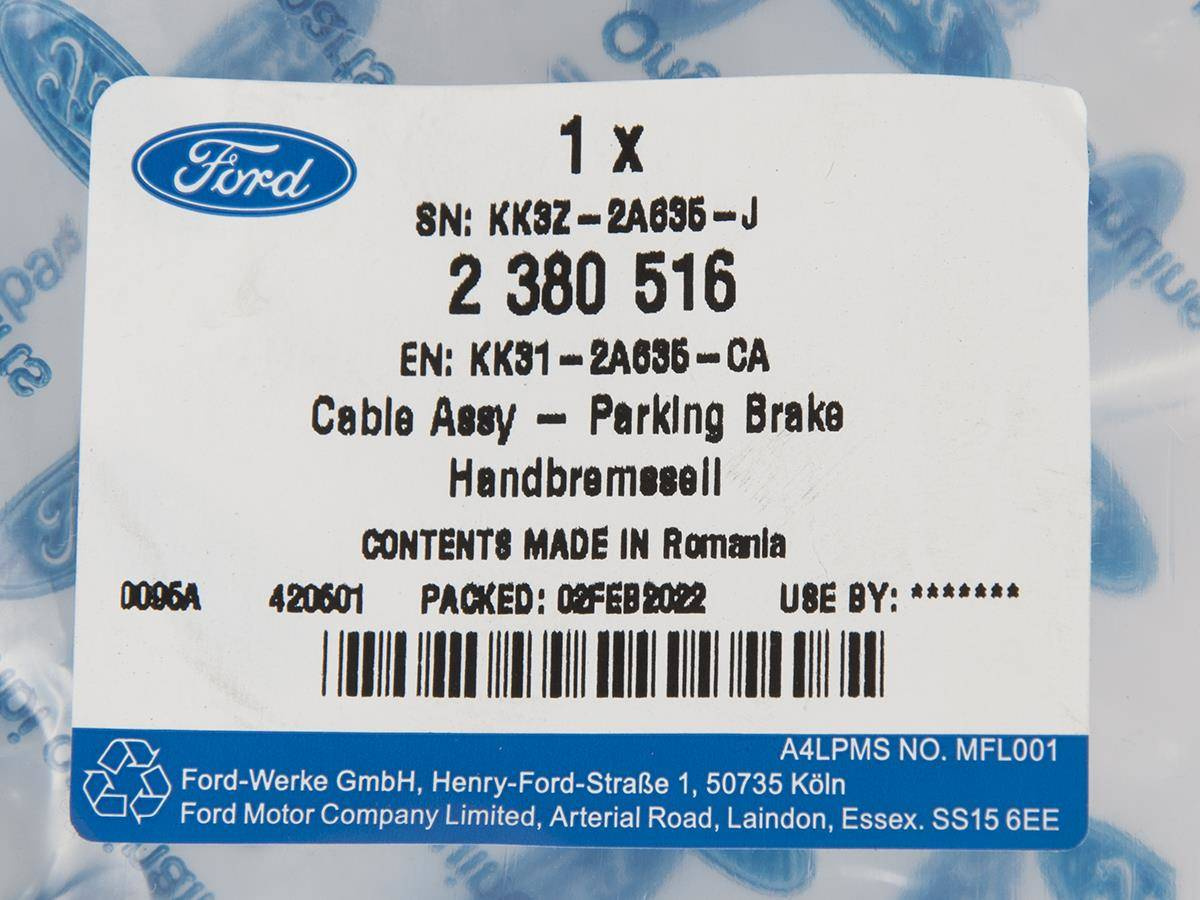 Ford
1 x
SN: KK3Z-2A635-J
2 380 516
EN: KK31-2A635-CA
Cable Assy - Parking Brake
Handbremsseil
CONTENTS MADE IN Romania
0095A 420501 PACKED: 02FEB2022 USE BY: *******
A4LPMS NO. MFL001
Ford-Werke GmbH, Henry-Ford-Straße 1, 50735 Köln
Ford Motor Company Limited, Arterial Road, Laindon, Essex. SS15 6EE